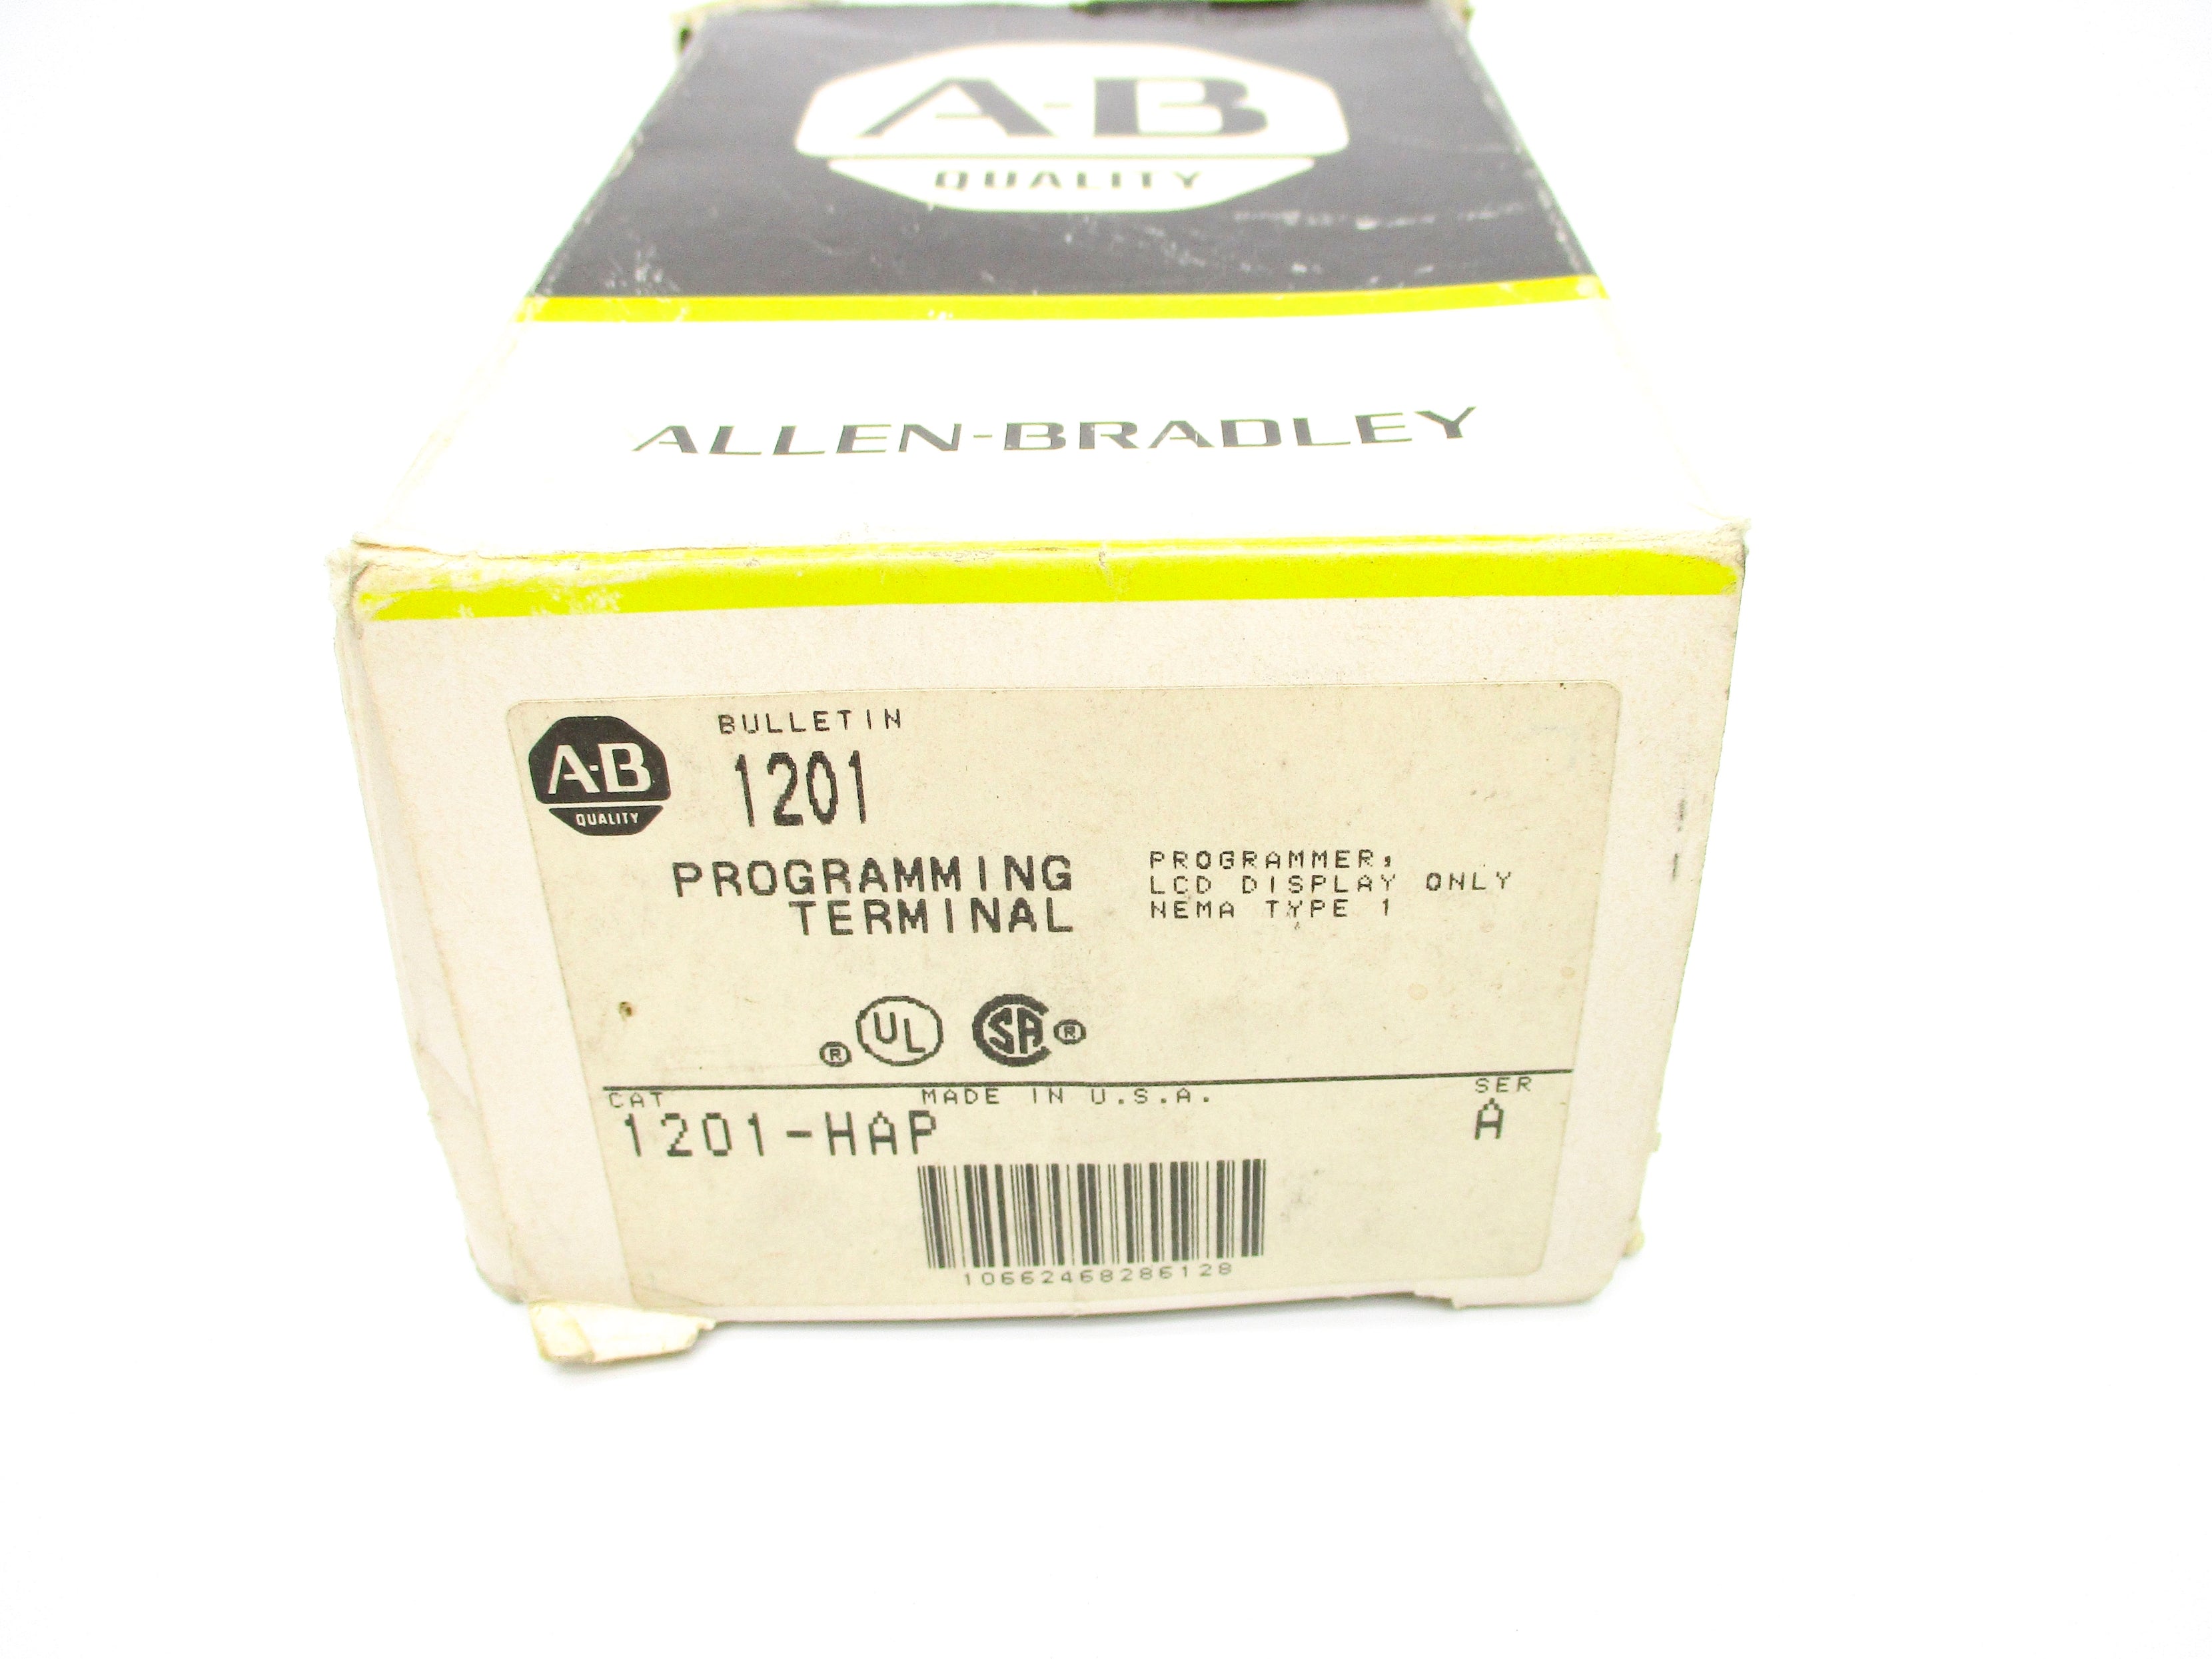 A-B
QUALITY
ALLEN-BRADLEY
A-B
QUALITY
BULLETIN
1201
PROGRAMMING
TERMINAL
PROGRAMMER,
LCD DISPLAY ONLY
NEMA TYPE 1
® UL SA ®
CAT
MADE IN U.S.A.
SER
1201-HAP
A
10662468286128